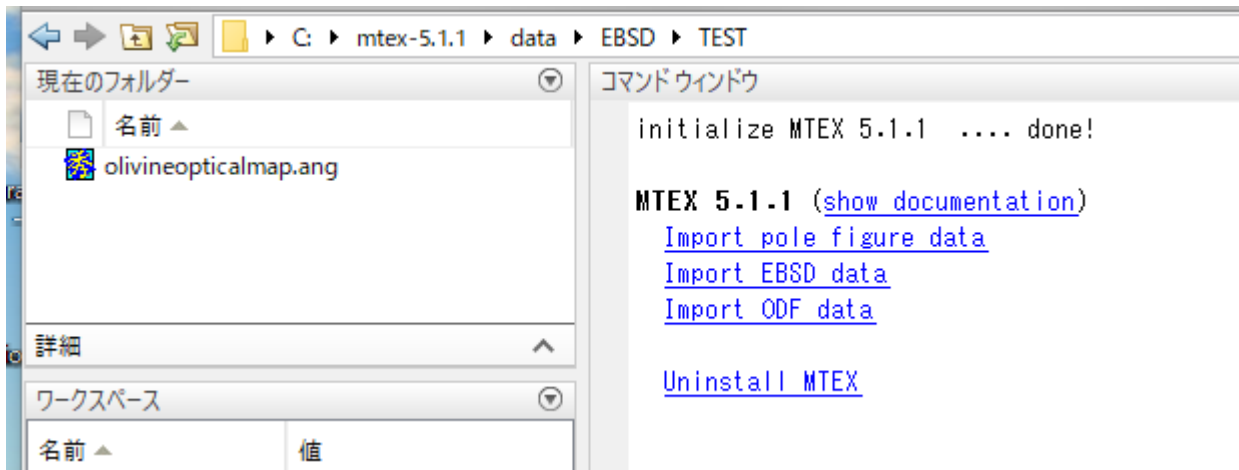 C: mtex-5.1.1 data EBSD TEST
現在のフォルダー
名前
olivineopticalmap.ang
詳細
ワークスペース
名前 値
コマンド ウィンドウ
initialize MTEX 5.1.1 .... done!
MTEX 5.1.1 (show documentation)
Import pole figure data
Import EBSD data
Import ODF data
Uninstall MTEX